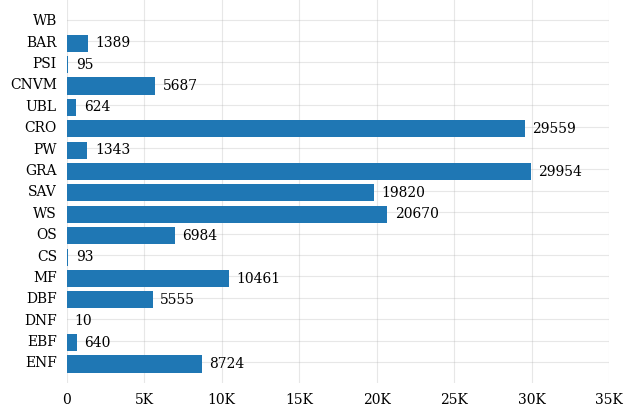 WB
BAR 1389
PSI 95
CNVM 5687
UBL 624
CRO 29559
PW 1343
GRA 29954
SAV 19820
WS 20670
OS 6984
CS 93
MF 10461
DBF 5555
DNF 10
EBF 640
ENF 8724
0 5K 10K 15K 20K 25K 30K 35K